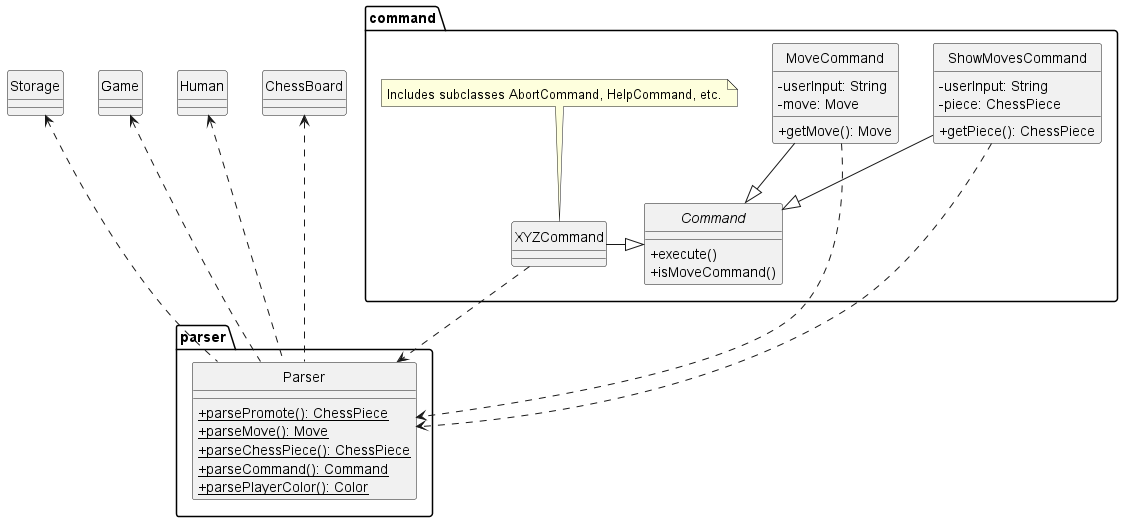 command
MoveCommand
-userInput: String
-move: Move
+getMove(): Move
ShowMovesCommand
-userInput: String
-piece: ChessPiece
+getPiece(): ChessPiece
Storage
Game
Human
ChessBoard
Includes subclasses AbortCommand, HelpCommand, etc.
XYZCommand
Command
+execute()
+isMoveCommand()
parser
Parser
+parsePromote(): ChessPiece
+parseMove(): Move
+parseChessPiece(): ChessPiece
+parseCommand(): Command
+parsePlayerColor(): Color